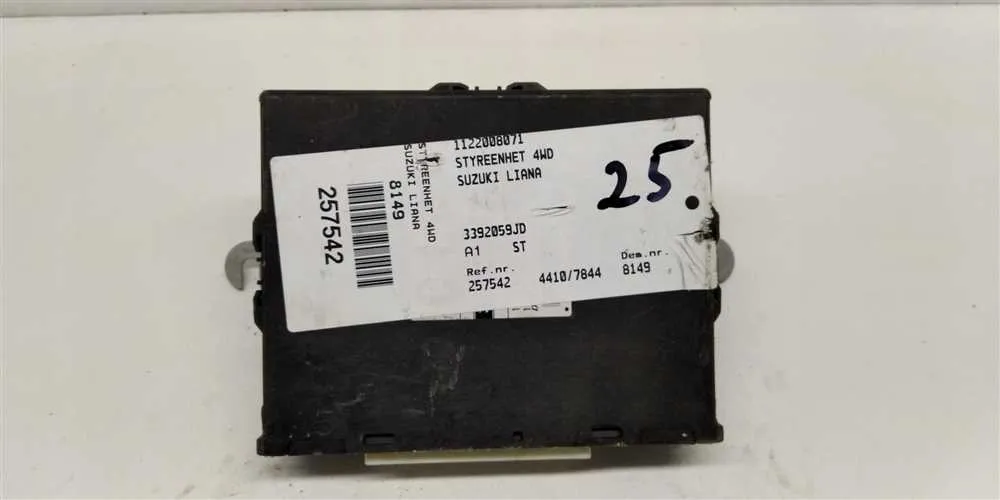 1122008071
STYREENHET 4WD
SUZUKI LIANA
3392059JD
A1 ST
Ref.nr.
257542 4410/7844
Dem.nr.
8149
25.
STYREENHET 4WD
SUZUKI LIANA
8149
257542